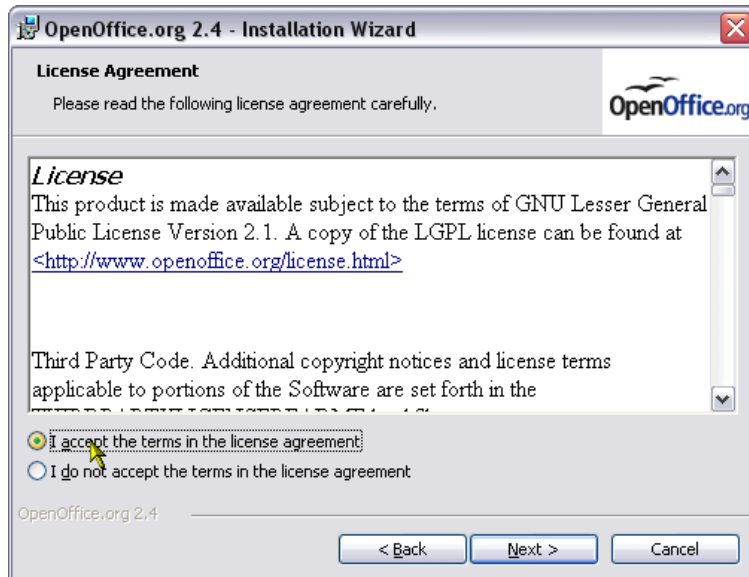 OpenOffice.org 2.4 - Installation Wizard
License Agreement
Please read the following license agreement carefully.
OpenOffice.org
License
This product is made available subject to the terms of GNU Lesser General
Public License Version 2.1. A copy of the LGPL license can be found at
<http://www.openoffice.org/license.html>
Third Party Code. Additional copyright notices and license terms
applicable to portions of the Software are set forth in the
I accept the terms in the license agreement
I do not accept the terms in the license agreement
OpenOffice.org 2.4
< Back
Next >
Cancel